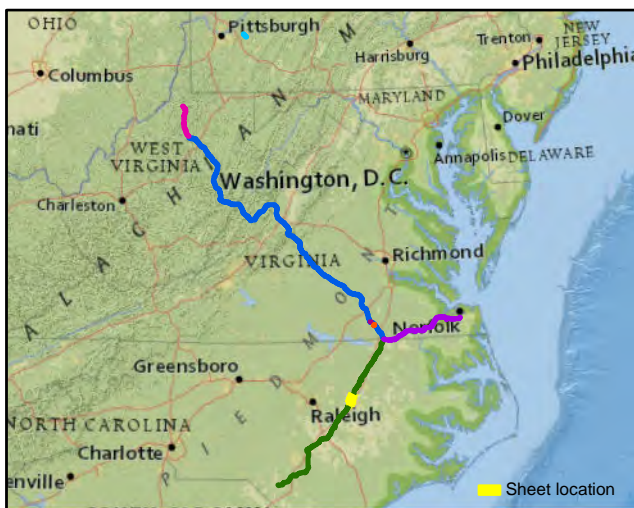 OHIO
Pittsburgh
M
Harrisburg
Trenton
NEW
JERSEY
Philadelphia
Columbus
MARYLAND
Dover
nati
WEST
VIRGINIA
N
A
I
Annapolis
DELAWARE
Washington, D.C.
Charleston
H
C
A
L
A
P
P
T
N
O
M
D
E
I
P
VIRGINIA
Richmond
Norfolk
Greensboro
Raleigh
NORTH CAROLINA
Charlotte
enville
Sheet location